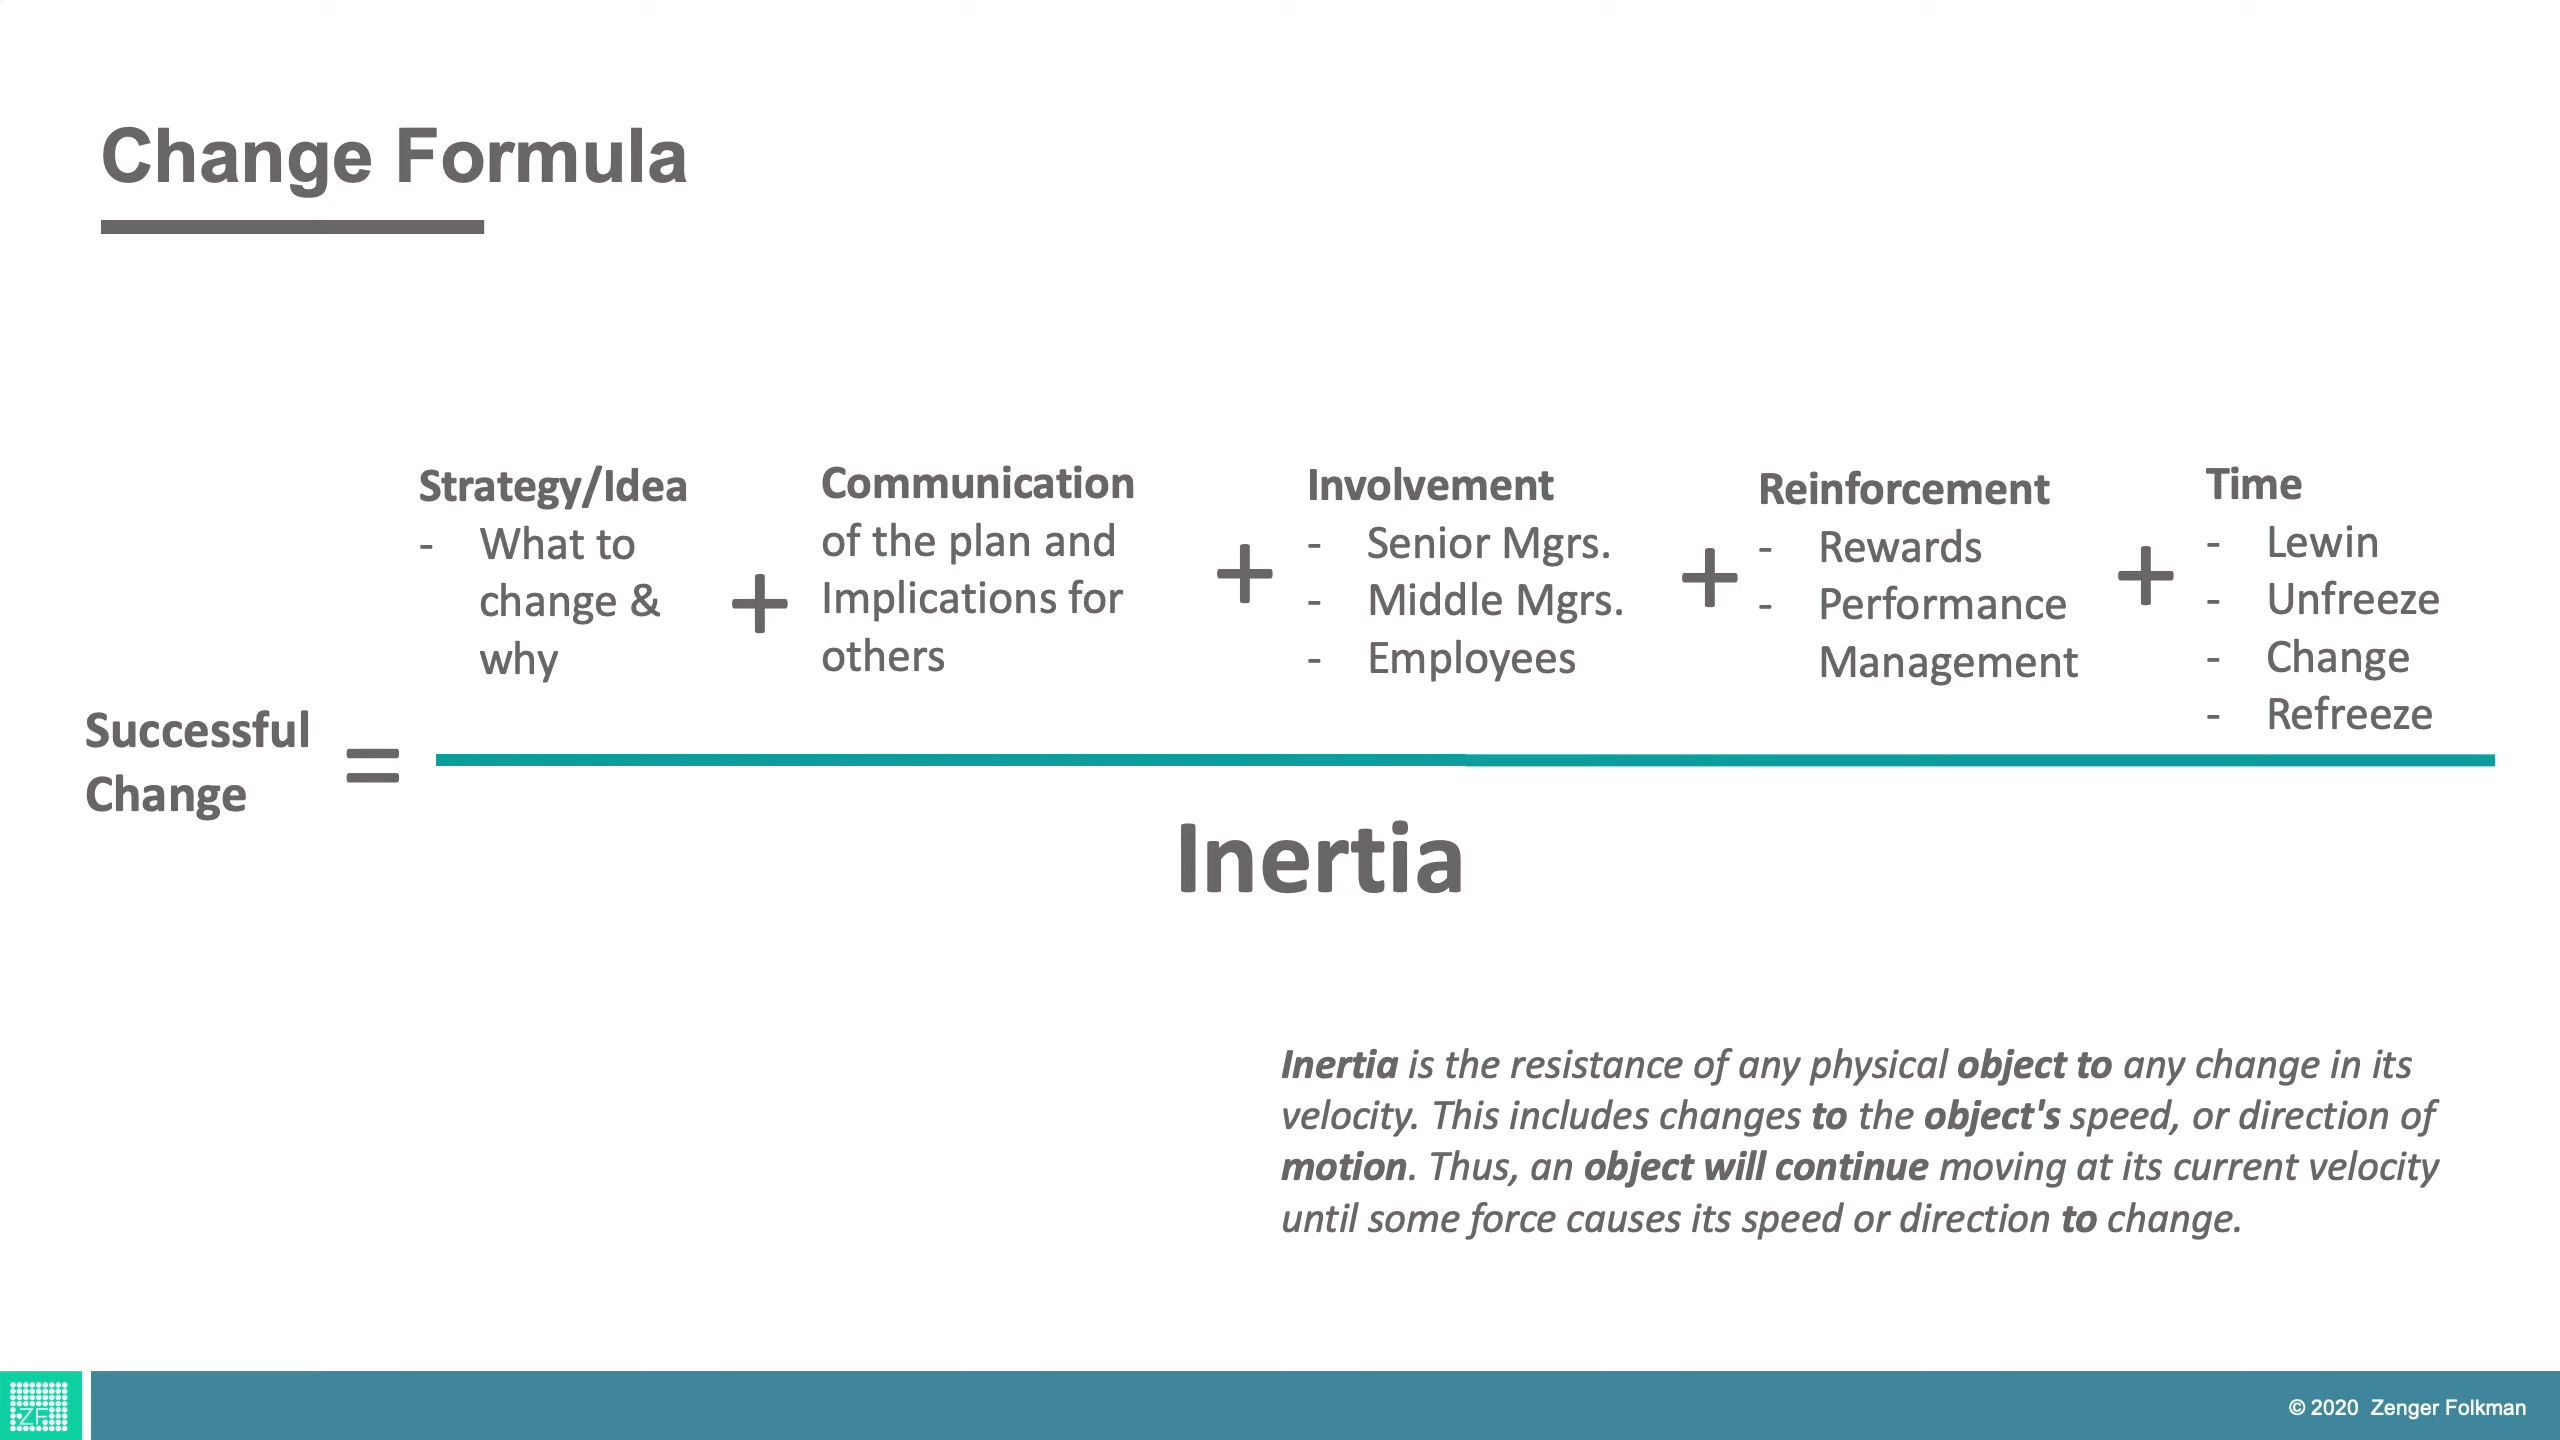 Change Formula
Strategy/Idea
- What to
change &
why
+
Communication
of the plan and
Implications for
others
+
Involvement
- Senior Mgrs.
- Middle Mgrs.
- Employees
+
Reinforcement
- Rewards
- Performance
Management
+
Time
- Lewin
- Unfreeze
- Change
- Refreeze
Successful
Change
=
Inertia
Inertia is the resistance of any physical object to any change in its
velocity. This includes changes to the object's speed, or direction of
motion. Thus, an object will continue moving at its current velocity
until some force causes its speed or direction to change.
ZF
© 2020 Zenger Folkman